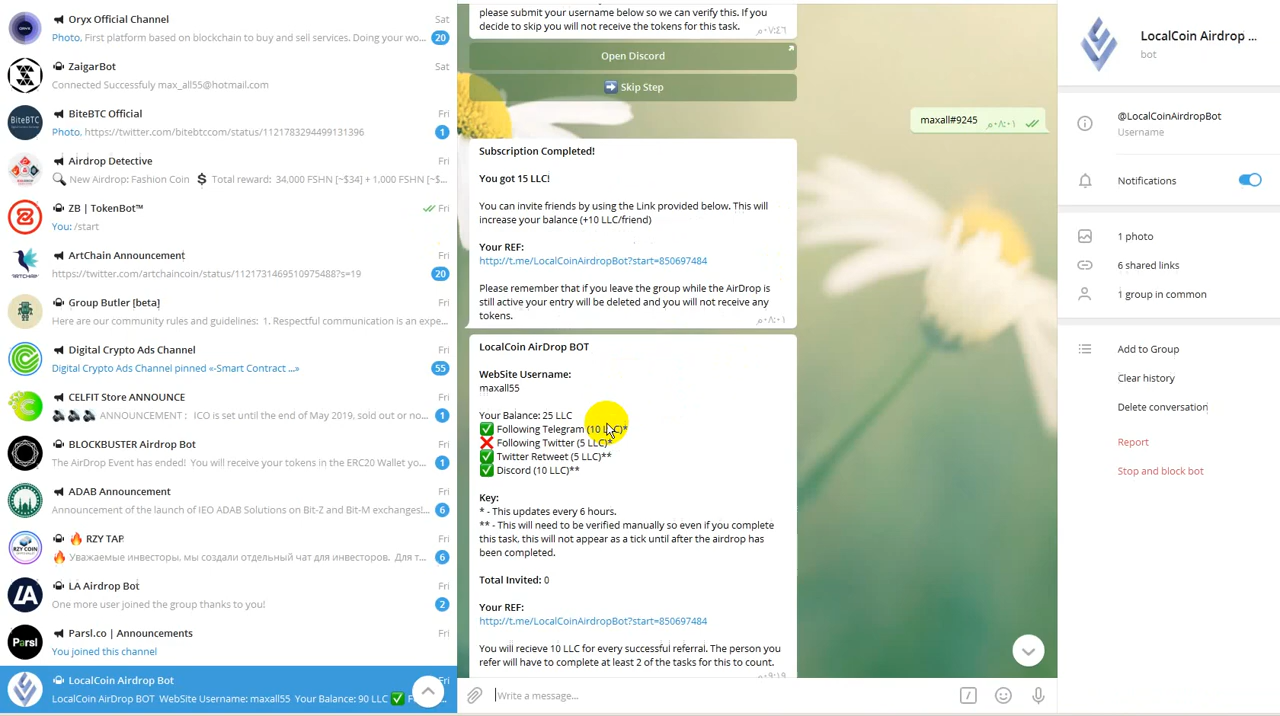 Oryx Official Channel
Sat
Photo, First platform based on blockchain to buy and sell services. Doing your wo...
20
ZaigarBot
Sat
Connected Successfully max_all55@hotmail.com
BiteBTC Official
Fri
Photo, https://twitter.com/bitebtccom/status/1121783294499131396
1
BiteBTC
Airdrop Detective
Fri
New Airdrop: Fashion Coin $ Total reward: 34,000 FSHN [~$34] + 1,000 FSHN [~$...
ZB | TokenBot™
Fri
You: /start
ArtChain Announcement
Fri
https://twitter.com/artchaincoin/status/1121731469510975488?s=19
20
Group Butler [beta]
Fri
Here are our community rules and guidelines: 1. Respectful communication is an expe...
Digital Crypto Ads Channel
Fri
Digital Crypto Ads Channel pinned «-Smart Contract ...»
55
CELFIT Store ANNOUNCE
Fri
ANNOUNCEMENT : ICO is set until the end of May 2019, sold out or no...
1
BLOCKBUSTER Airdrop Bot
Fri
The AirDrop Event has ended! You will receive your tokens in the ERC20 Wallet yo...
1
ADAB Announcement
Fri
Announcement of the launch of IEO ADAB Solutions on Bit-Z and Bit-M exchanges!...
6
RZY TAP
Fri
Уважаемые инвесторы, мы создали отдельный чат для инвесторов. Для т...
6
RZY COIN
LA Airdrop Bot
Fri
One more user joined the group thanks to you!
2
LA
Parsl.co | Announcements
Fri
You joined this channel
Parsl
LocalCoin Airdrop Bot
LocalCoin AirDrop BOT WebSite Username: maxall55 Your Balance: 90 LLC
please submit your username below so we can verify this. If you
decide to skip you will not receive the tokens for this task.
٠٧:٤٦م
Open Discord
Skip Step
maxall#9245
٠٨:٠١م
Subscription Completed!
You got 15 LLC!
You can invite friends by using the Link provided below. This will
increase your balance (+10 LLC/friend)
Your REF:
http://t.me/LocalCoinAirdropBot?start=850697484
Please remember that if you leave the group while the AirDrop is
still active your entry will be deleted and you will not receive any
tokens.
٠٨:٠١م
LocalCoin AirDrop BOT
WebSite Username:
maxall55
Your Balance: 25 LLC
Following Telegram (10 LLC)*
Following Twitter (5 LLC)*
Twitter Retweet (5 LLC)**
Discord (10 LLC)**
Key:
* - This updates every 6 hours.
** - This will need to be verified manually so even if you complete
this task, this will not appear as a tick until after the airdrop has
been completed.
Total Invited: 0
Your REF:
http://t.me/LocalCoinAirdropBot?start=850697484
You will recieve 10 LLC for every successful referral. The person you
refer will have to complete at least 2 of the tasks for this to count.
٠٩:١٩م
Write a message...
LocalCoin Airdrop ...
bot
@LocalCoinAirdropBot
Username
Notifications
1 photo
6 shared links
1 group in common
Add to Group
Clear history
Delete conversation
Report
Stop and block bot